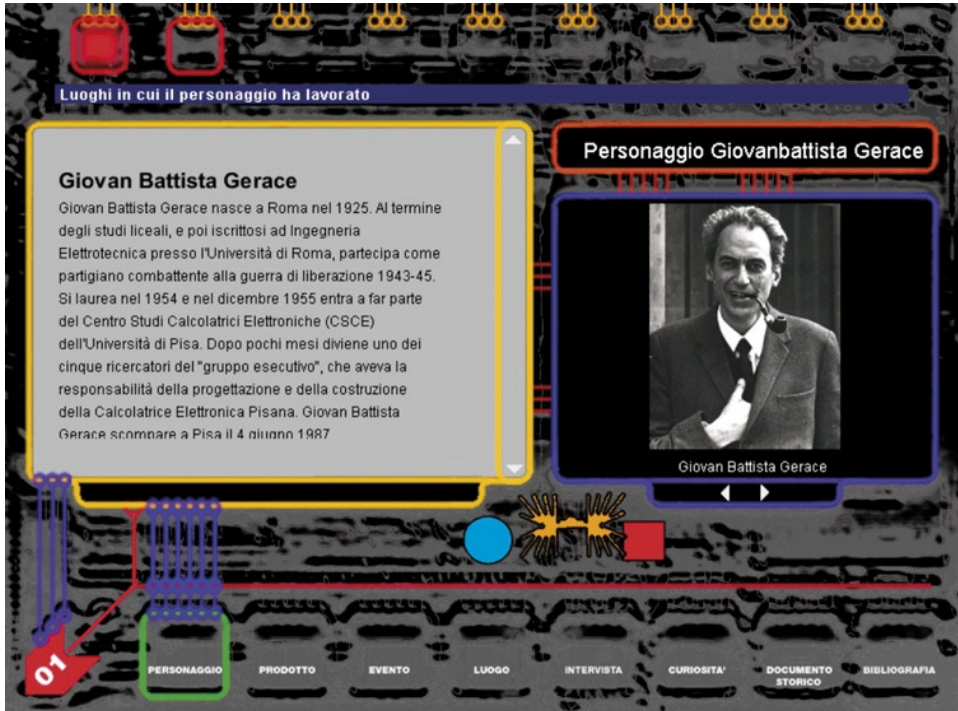 Luoghi in cui il personaggio ha lavorato
Giovan Battista Gerace
Giovan Battista Gerace nasce a Roma nel 1925. Al termine
degli studi liceali, e poi iscrittosi ad Ingegneria
Elettrotecnica presso l'Università di Roma, partecipa come
partigiano combattente alla guerra di liberazione 1943-45.
Si laurea nel 1954 e nel dicembre 1955 entra a far parte
del Centro Studi Calcolatrici Elettroniche (CSCE)
dell'Università di Pisa. Dopo pochi mesi diviene uno dei
cinque ricercatori del "gruppo esecutivo", che aveva la
responsabilità della progettazione e della costruzione
della Calcolatrice Elettronica Pisana. Giovan Battista
Gerace scompare a Pisa il 4 giugno 1987
Personaggio Giovanbattista Gerace
Giovan Battista Gerace
01
PERSONAGGIO
PRODOTTO
EVENTO
LUOGO
INTERVISTA
CURIOSITA'
DOCUMENTO
STORICO
BIBLIOGRAFIA